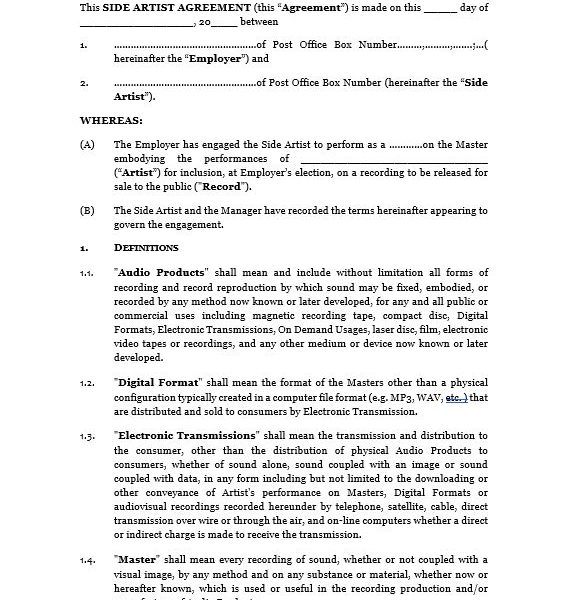 This SIDE ARTIST AGREEMENT (this “Agreement”) is made on this ______ day of
____________________, 20_____ between
1. ...............................................of Post Office Box Number.........;..........;.......;...(
hereinafter the “Employer”) and
2. ...............................................of Post Office Box Number (hereinafter the “Side
Artist”).
WHEREAS:
(A) The Employer has engaged the Side Artist to perform as a ............on the Master
embodying the performances of _________________________________
(“Artist”) for inclusion, at Employer’s election, on a recording to be released for
sale to the public ("Record”).
(B) The Side Artist and the Manager have recorded the terms hereinafter appearing to
govern the engagement.
1. DEFINITIONS
1.1. "Audio Products" shall mean and include without limitation all forms of
recording and record reproduction by which sound may be fixed, embodied, or
recorded by any method now known or later developed, for any and all public or
commercial uses including magnetic recording tape, compact disc, Digital
Formats, Electronic Transmissions, On Demand Usages, laser disc, film, electronic
video tapes or recordings, and any other medium or device now known or later
developed.
1.2. "Digital Format" shall mean the format of the Masters other than a physical
configuration typically created in a computer file format (e.g. MP3, WAV, etc.) that
are distributed and sold to consumers by Electronic Transmission.
1.3. "Electronic Transmissions" shall mean the transmission and distribution to
the consumer, other than the distribution of physical Audio Products to
consumers, whether of sound alone, sound coupled with an image or sound
coupled with data, in any form including but not limited to the downloading or
other conveyance of Artist’s performance on Masters, Digital Formats or
audiovisual recordings recorded hereunder by telephone, satellite, cable, direct
transmission over wire or through the air, and on-line computers whether a direct
or indirect charge is made to receive the transmission.
1.4. "Master" shall mean every recording of sound, whether or not coupled with a
visual image, by any method and on any substance or material, whether now or
hereafter known, which is used or useful in the recording production and/or